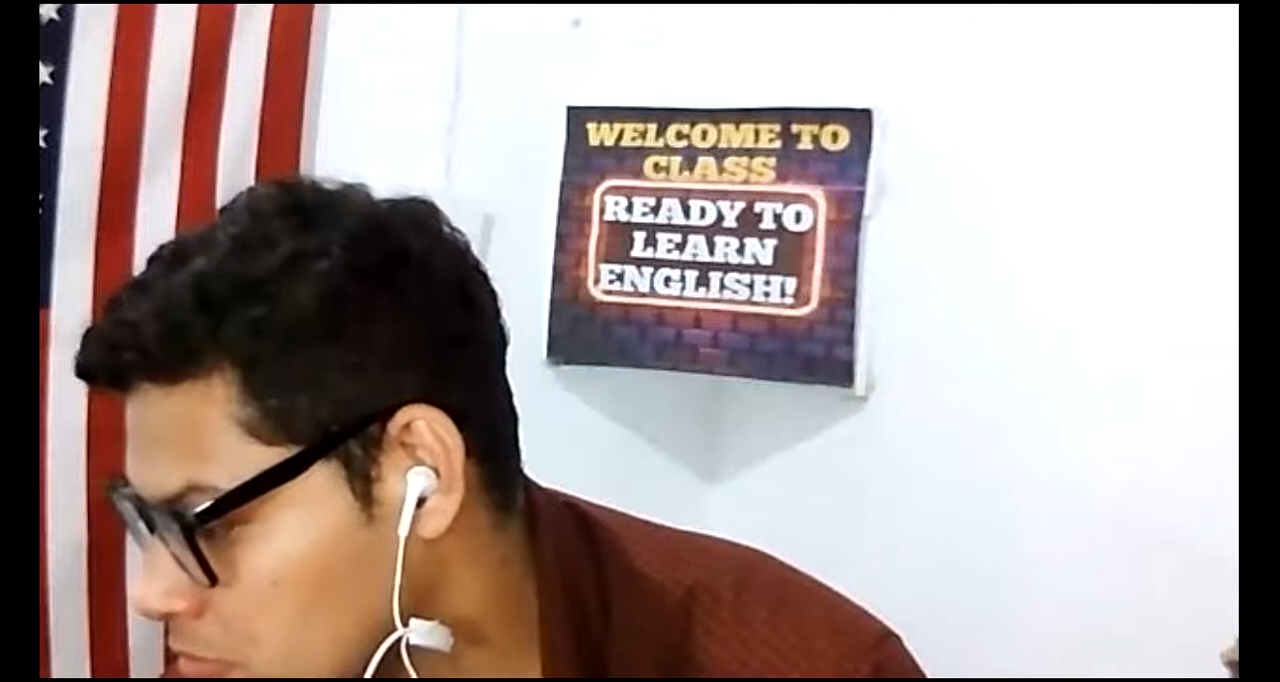 WELCOME TO
CLASS
READY TO
LEARN
ENGLISH!